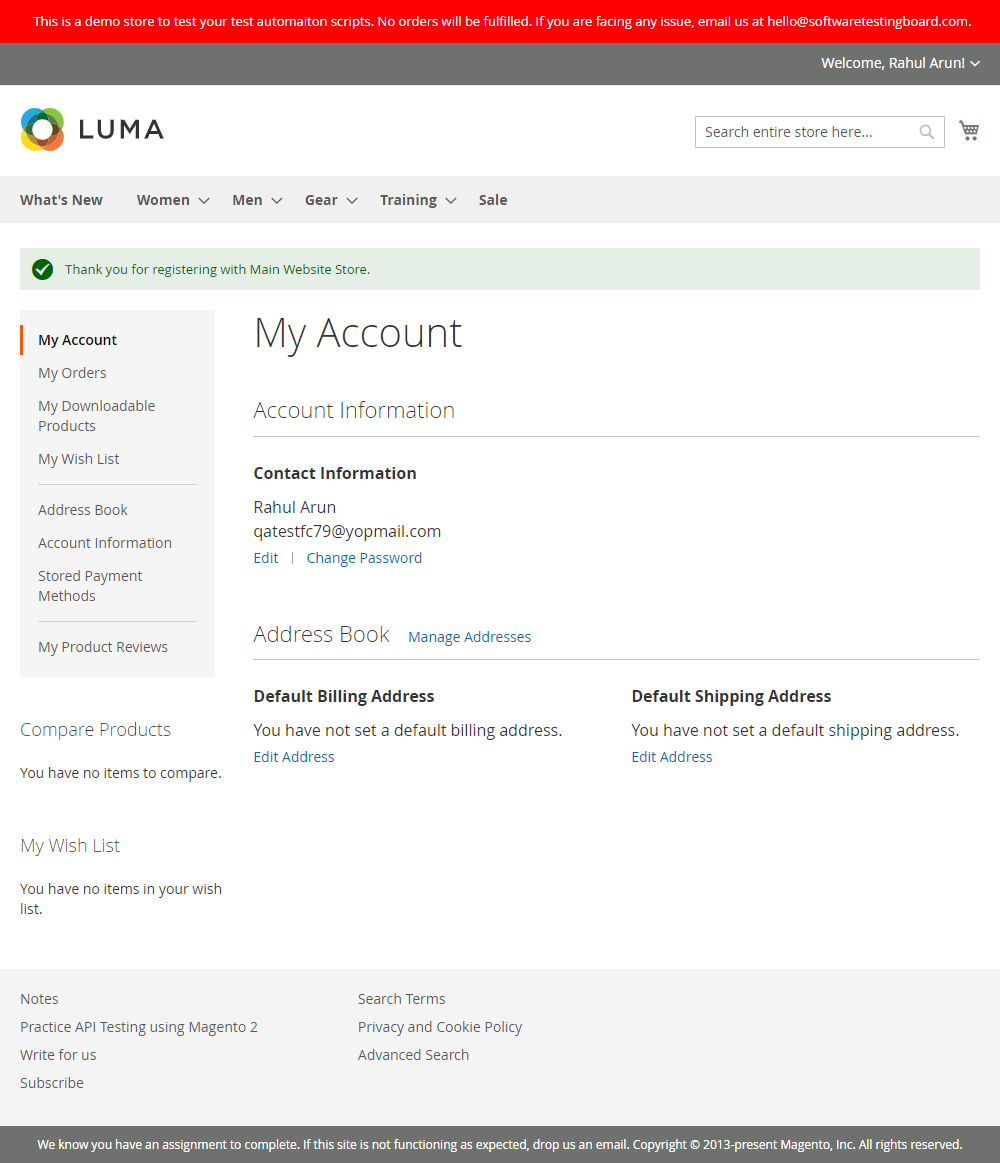 This is a demo store to test your test automaiton scripts. No orders will be fulfilled. If you are facing any issue, email us at hello@softwaretestingboard.com.
Welcome, Rahul Arun!
LUMA
Search entire store here...
What's New Women Men Gear Training Sale
Thank you for registering with Main Website Store.
My Account
My Orders
My Downloadable
Products
My Wish List
Address Book
Account Information
Stored Payment
Methods
My Product Reviews
Compare Products
You have no items to compare.
My Wish List
You have no items in your wish
list.
My Account
Account Information
Contact Information
Rahul Arun
qatestfc79@yopmail.com
Edit | Change Password
Address Book Manage Addresses
Default Billing Address
You have not set a default billing address.
Edit Address
Default Shipping Address
You have not set a default shipping address.
Edit Address
Notes
Practice API Testing using Magento 2
Write for us
Subscribe
Search Terms
Privacy and Cookie Policy
Advanced Search
We know you have an assignment to complete. If this site is not functioning as expected, drop us an email. Copyright © 2013-present Magento, Inc. All rights reserved.